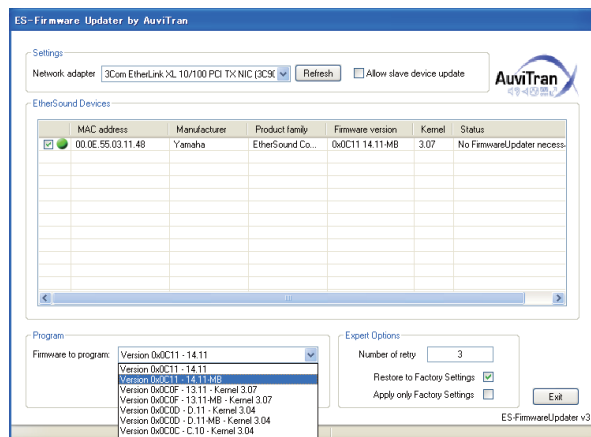 ES-Firmware Updater by AuviTran
Settings
Network adapter 3Com EtherLink XL 10/100 PCI TX NIC (3C90 Refresh Allow slave device update
AuviTran
EtherSound Devices
MAC address Manufacturer Product family Firmware version Kernel Status
00.0E.55.03.11.48 Yamaha EtherSound Co... 0x0C11 14.11-MB 3.07 No FirmwareUpdater necess
Program
Firmware to program: Version 0x0C11 - 14.11
Version 0x0C11 - 14.11
Version 0x0C11 - 14.11-MB
Version 0x0C0F - 13.11 - Kernel 3.07
Version 0x0C0F - 13.11-MB - Kernel 3.07
Version 0x0C0D - D.11 - Kernel 3.04
Version 0x0C0D - D.11-MB - Kernel 3.04
Version 0x0C0C - C.10 - Kernel 3.04
Expert Options
Number of retry 3
Restore to Factory Settings
Apply only Factory Settings
Exit
ES-FirmwareUpdater v3